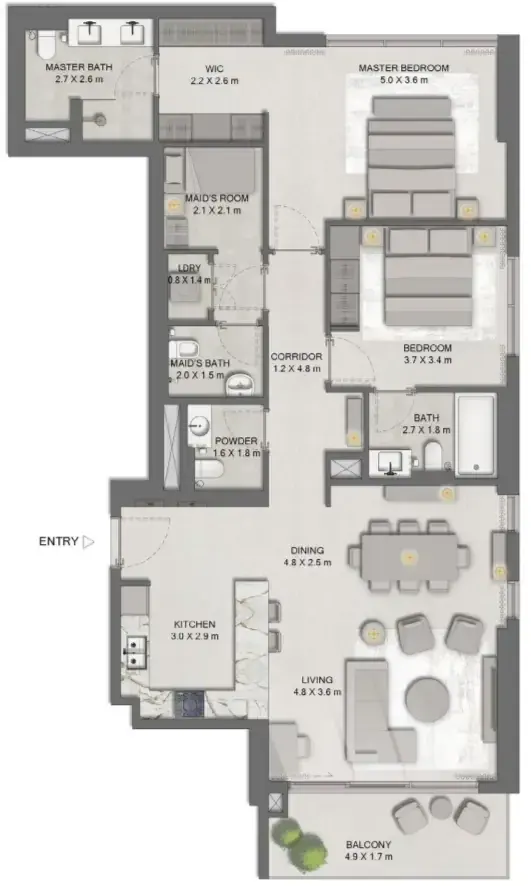 MASTER BATH
2.7 X 2.6 m
WIC
2.2 X 2.6 m
MASTER BEDROOM
5.0 X 3.6 m
MAID'S ROOM
2.1 X 2.1 m
LDRY
0.8 X 1.4 m
MAID'S BATH
2.0 X 1.5 m
CORRIDOR
1.2 X 4.8 m
BEDROOM
3.7 X 3.4 m
POWDER
1.6 X 1.8 m
BATH
2.7 X 1.8 m
ENTRY
DINING
4.8 X 2.5 m
KITCHEN
3.0 X 2.9 m
LIVING
4.8 X 3.6 m
BALCONY
4.9 X 1.7 m